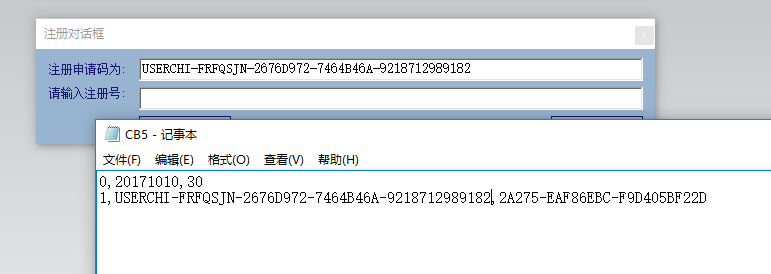 注册对话框
注册申请码为:
USERCHI-FRFQSJN-2676D972-7464B46A-9218712989182
请输入注册号:
CB5 - 记事本
文件(F) 编辑(E) 格式(O) 查看(V) 帮助(H)
0,20171010,30
1,USERCHI-FRFQSJN-2676D972-7464B46A-9218712989182,2A275-EAF86EBC-F9D405BF22D